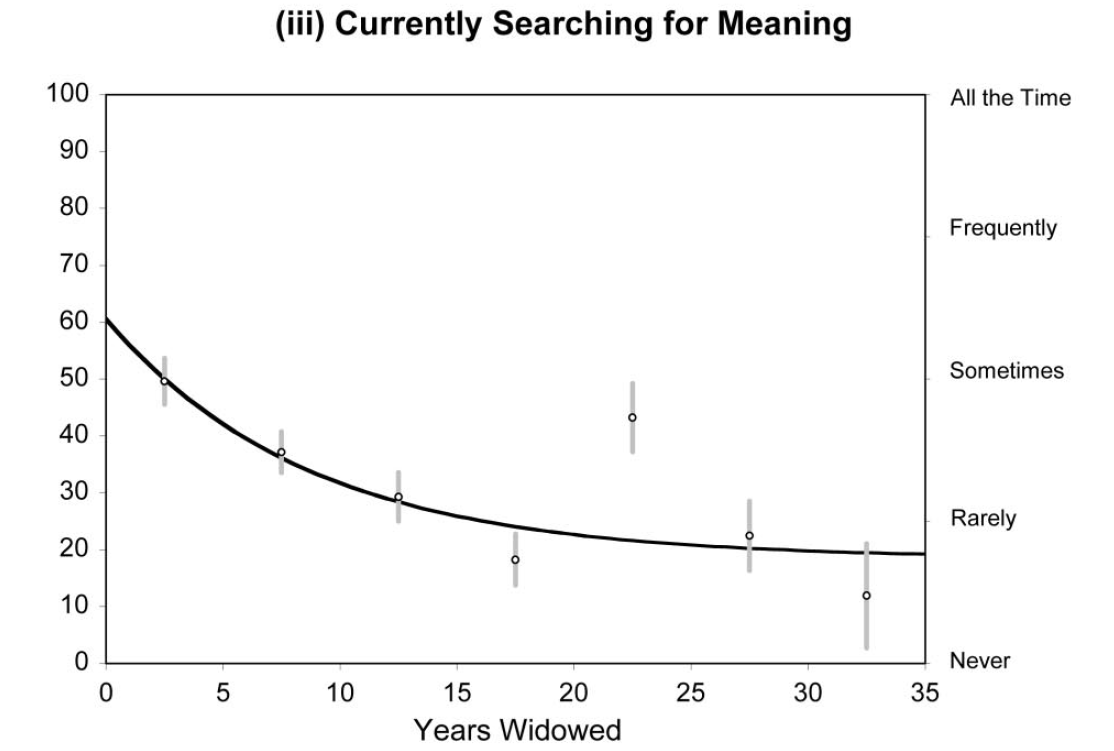 (iii) Currently Searching for Meaning
100
90
80
70
60
50
40
30
20
10
0
All the Time
Frequently
Sometimes
Rarely
Never
0 5 10 15 20 25 30 35
Years Widowed